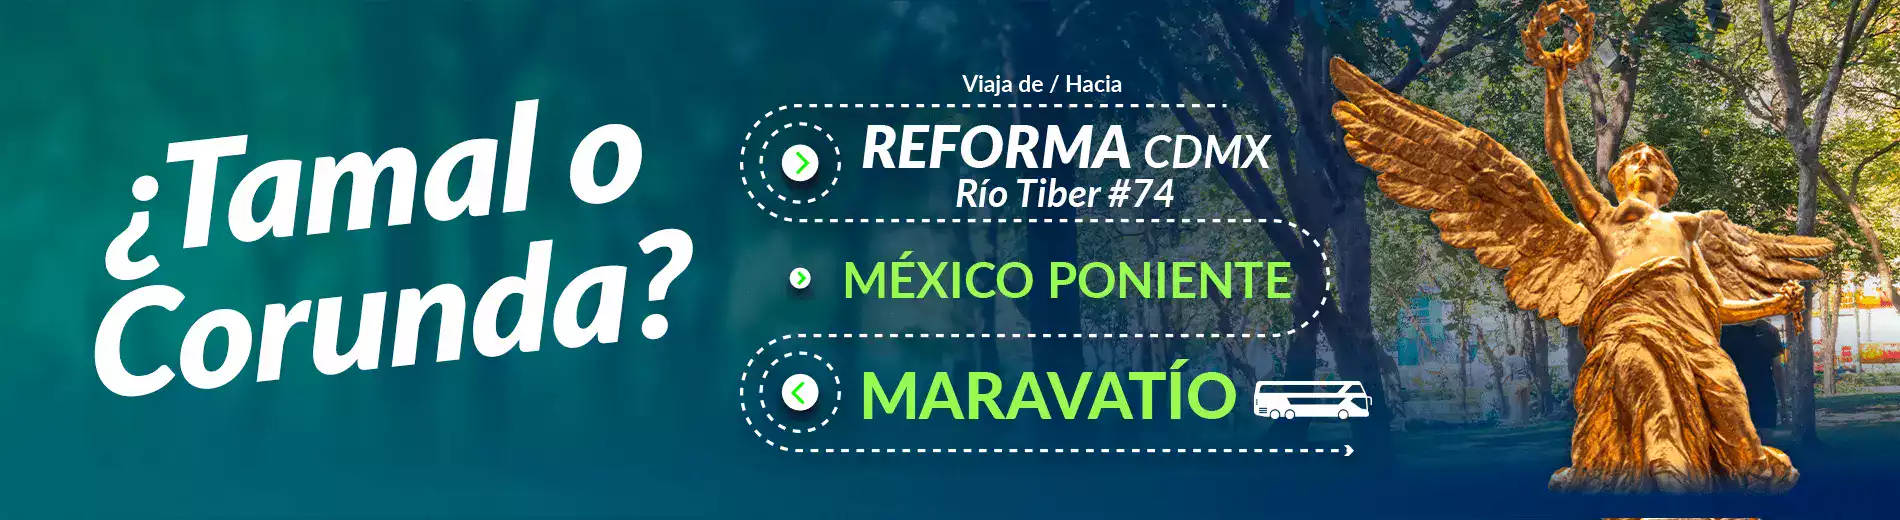 ¿Tamal o
Corunda?
Viaja de / Hacia
REFORMA CDMX
Río Tiber #74
MÉXICO PONIENTE
MARAVATÍO